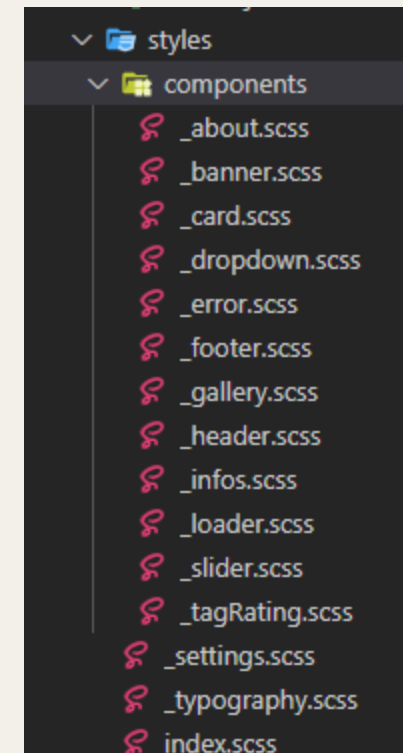 styles
components
_about.scss
_banner.scss
_card.scss
_dropdown.scss
_error.scss
_footer.scss
_gallery.scss
_header.scss
_infos.scss
_loader.scss
_slider.scss
_tagRating.scss
_settings.scss
_typography.scss
index.scss